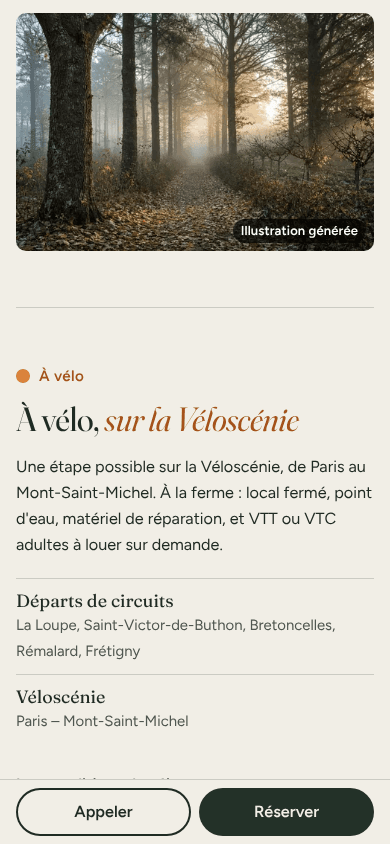 Illustration générée
À vélo
À vélo, sur la Véloscénie
Une étape possible sur la Véloscénie, de Paris au
Mont-Saint-Michel. À la ferme : local fermé, point
d'eau, matériel de réparation, et VTT ou VTC
adultes à louer sur demande.
Départs de circuits
La Loupe, Saint-Victor-de-Buthon, Bretoncelles,
Rémalard, Frétigny
Véloscénie
Paris – Mont-Saint-Michel
Appeler
Réserver